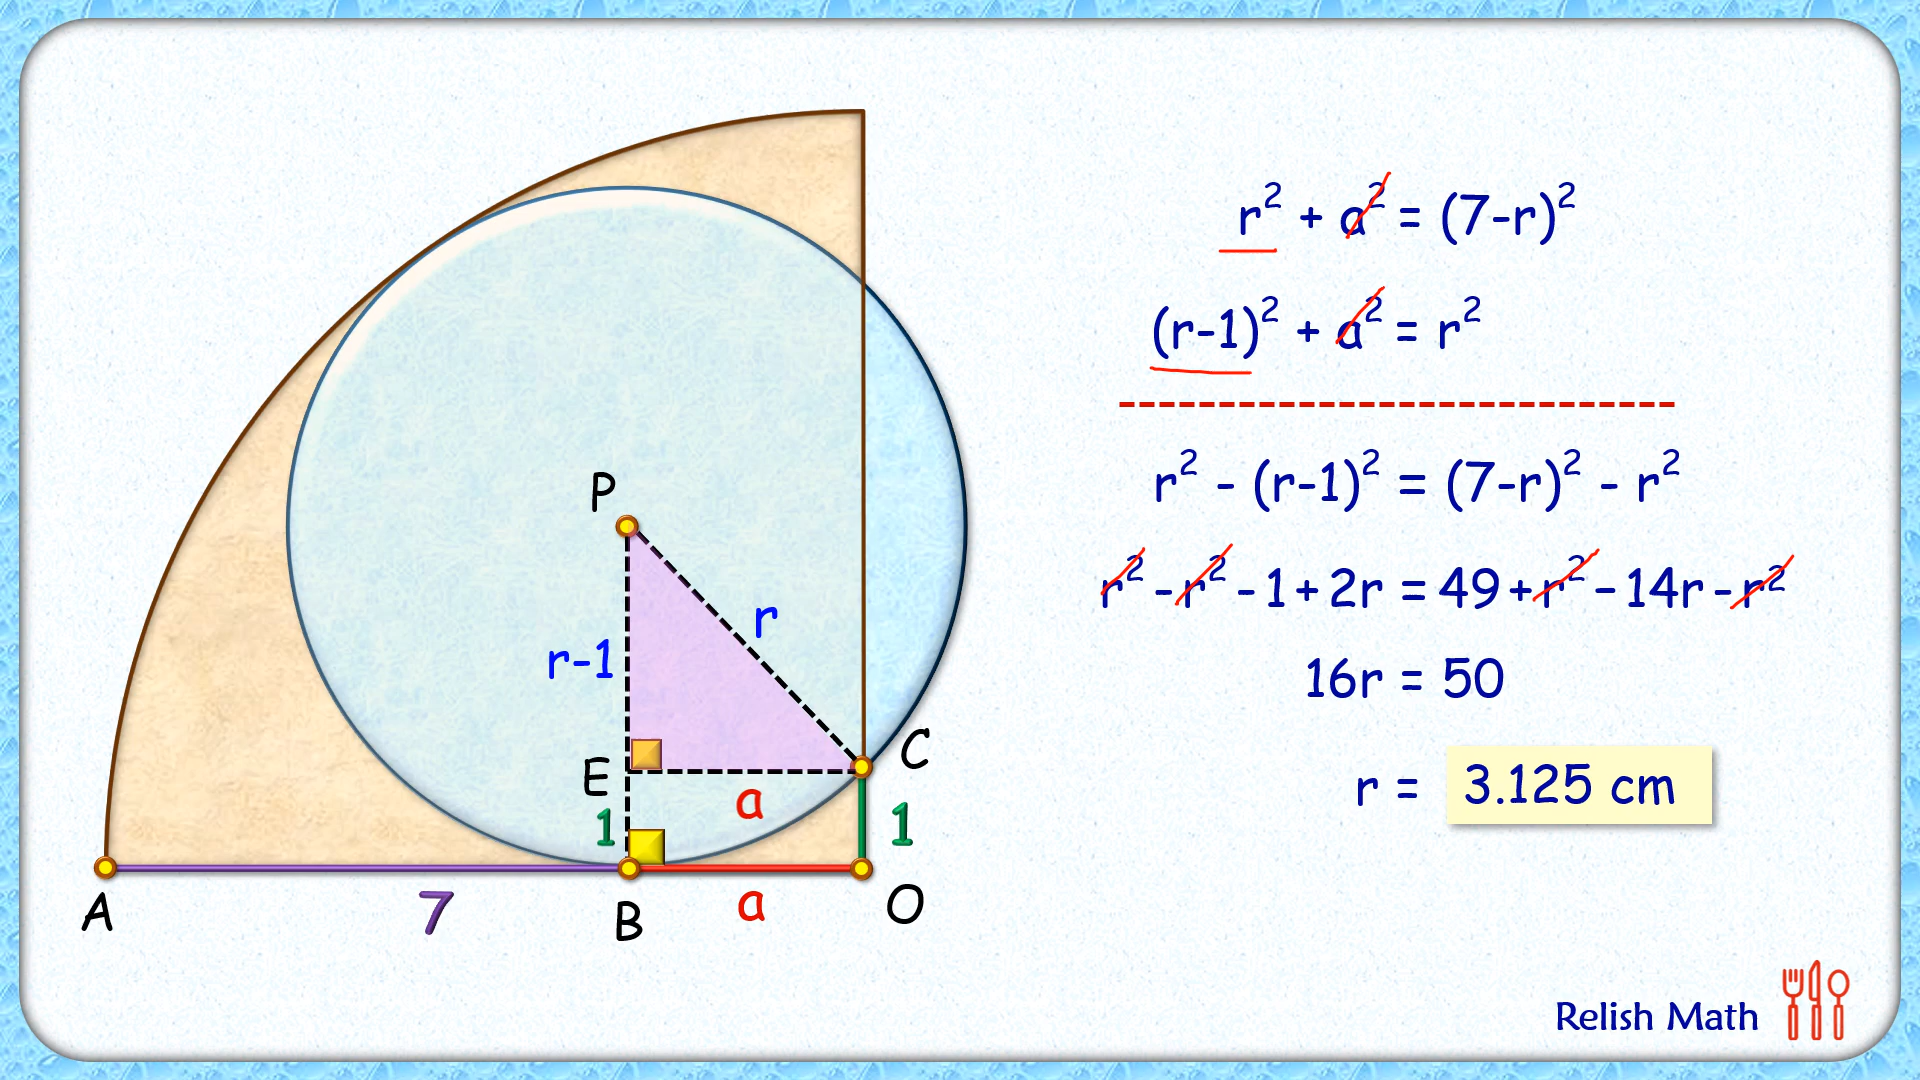 P
r
r-1
E
C
a
1
1
A
7
B
a
O
r² + a² = (7-r)²
(r-1)² + a² = r²
r² - (r-1)² = (7-r)² - r²
r² - r² - 1 + 2r = 49 + r² - 14r - r²
16r = 50
r = 3.125 cm
Relish Math